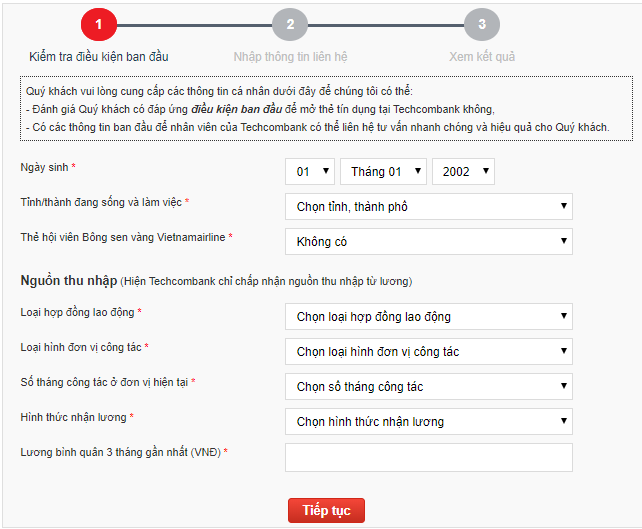 1 2 3
Kiểm tra điều kiện ban đầu Nhập thông tin liên hệ Xem kết quả
Quý khách vui lòng cung cấp các thông tin cá nhân dưới đây để chúng tôi có thể:
- Đánh giá Quý khách có đáp ứng điều kiện ban đầu để mở thẻ tín dụng tại Techcombank không,
- Có các thông tin ban đầu để nhân viên của Techcombank có thể liên hệ tư vấn nhanh chóng và hiệu quả cho Quý khách.
Ngày sinh * 01 Tháng 01 2002
Tỉnh/thành đang sống và làm việc * Chọn tỉnh, thành phố
Thẻ hội viên Bông sen vàng Vietnamairline * Không có
Nguồn thu nhập (Hiện Techcombank chỉ chấp nhận nguồn thu nhập từ lương)
Loại hợp đồng lao động * Chọn loại hợp đồng lao động
Loại hình đơn vị công tác * Chọn loại hình đơn vị công tác
Số tháng công tác ở đơn vị hiện tại * Chọn số tháng công tác
Hình thức nhận lương * Chọn hình thức nhận lương
Lương bình quân 3 tháng gần nhất (VNĐ) *
Tiếp tục